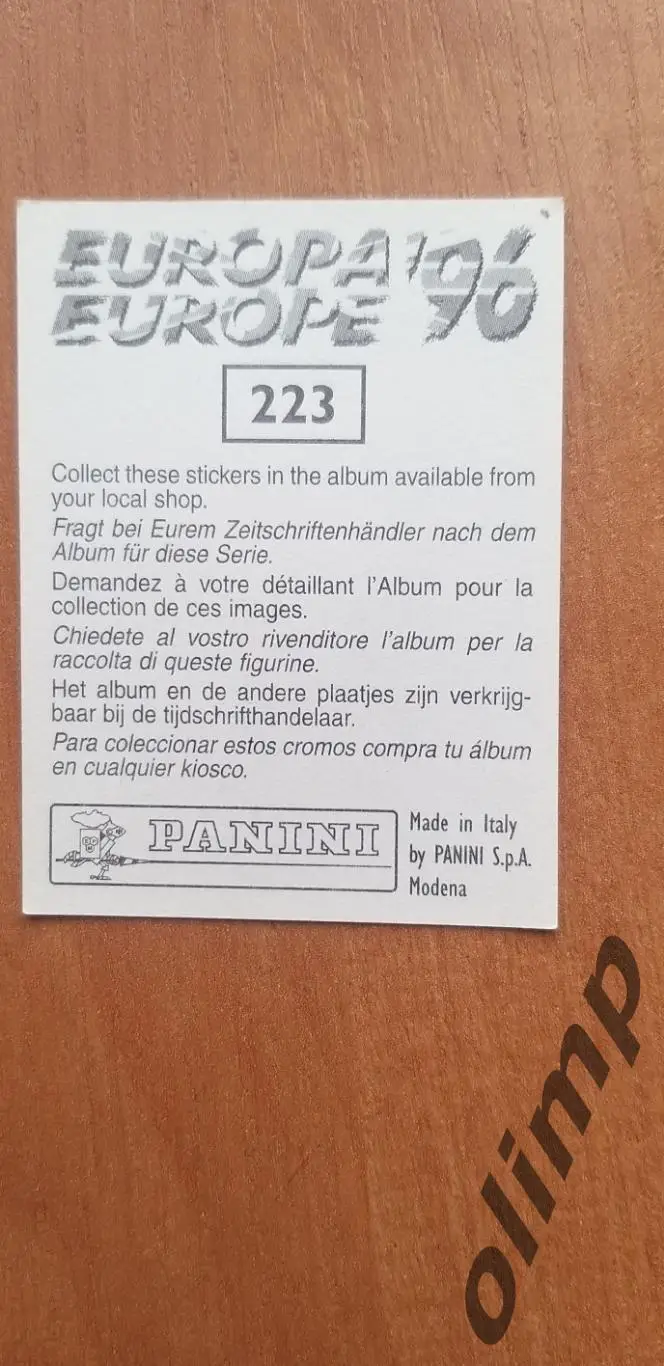 EUROPA
EUROPE '96
223
Collect these stickers in the album available from
your local shop.
Fragt bei Eurem Zeitschriftenhändler nach dem
Album für diese Serie.
Demandez à votre détaillant l'Album pour la
collection de ces images.
Chiedete al vostro rivenditore l'album per la
raccolta di queste figurine.
Het album en de andere plaatjes zijn verkrijg-
baar bij de tijdschrifthandelaar.
Para coleccionar estos cromos compra tu álbum
en cualquier kiosco.
PANINI
Made in Italy
by PANINI S.p.A.
Modena
olimp